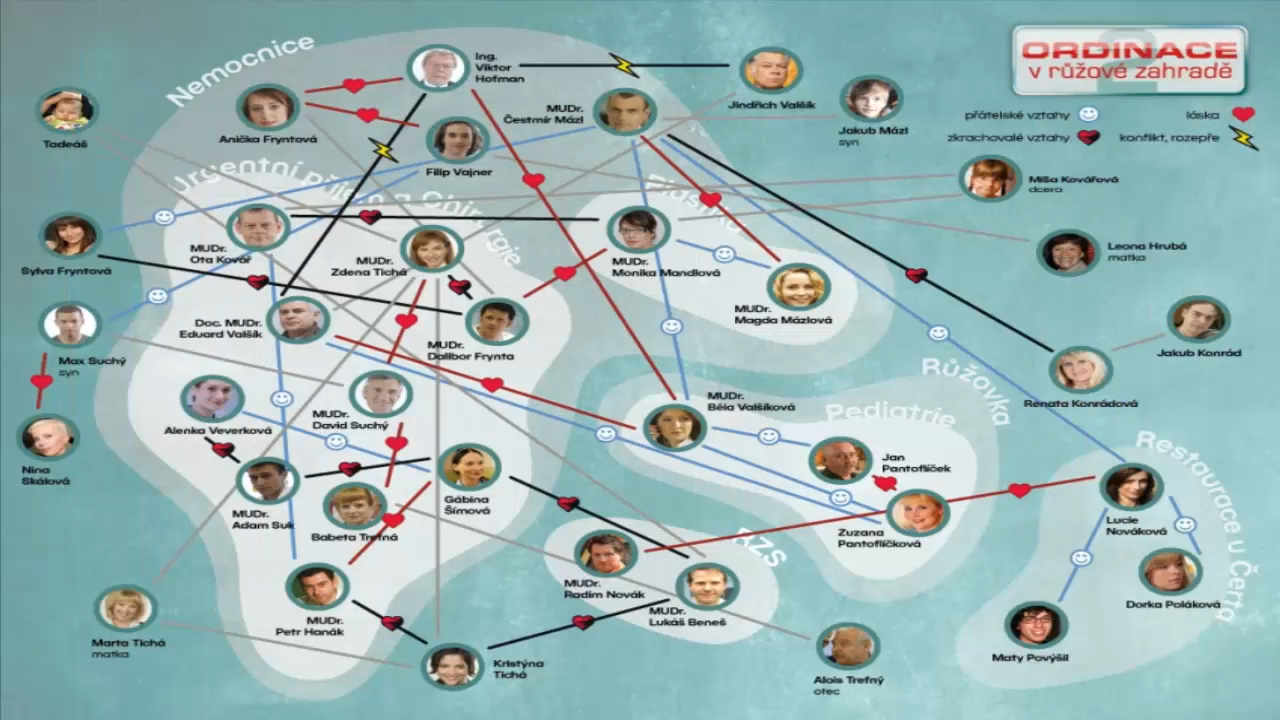 ORDINACE
v růžové zahradě
přátelské vztahy
láska
zkrachovalé vztahy
konflikt, rozepře
Nemocnice
Ing.
Viktor
Hofman
Jindřich Valšík
MUDr.
Čestmír Mázl
Jakub Mázl
syn
Tadeáš
Anička Fryntová
Filip Vajner
Urgentní
Chirurgie
Míša Kovářová
dcera
Sylva Fryntová
MUDr.
Ota Kovář
MUDr.
Zdena Tichá
MUDr.
Monika Mandlová
Leona Hrubá
matka
MUDr.
Magda Mázlová
Max Suchý
syn
Doc. MUDr.
Eduard Valšík
MUDr.
Dalibor Frynta
Jakub Konrád
Růžovka
Renata Konrádová
Alenka Veverková
MUDr.
David Suchý
MUDr.
Běla Valšíková
Pediatrie
Restaurace u Čerta
Nina
Skálová
Jan
Pantoflíček
MUDr.
Adam Suk
Babeta Trefná
Gábina
Šímová
Zuzana
Pantoflíčková
Lucie
Nováková
RZS
MUDr.
Radim Novák
MUDr.
Lukáš Beneš
Dorka Poláková
MUDr.
Petr Hanák
Marta Tichá
matka
Kristýna
Tichá
Alois Trefný
otec
Maty Povýšil